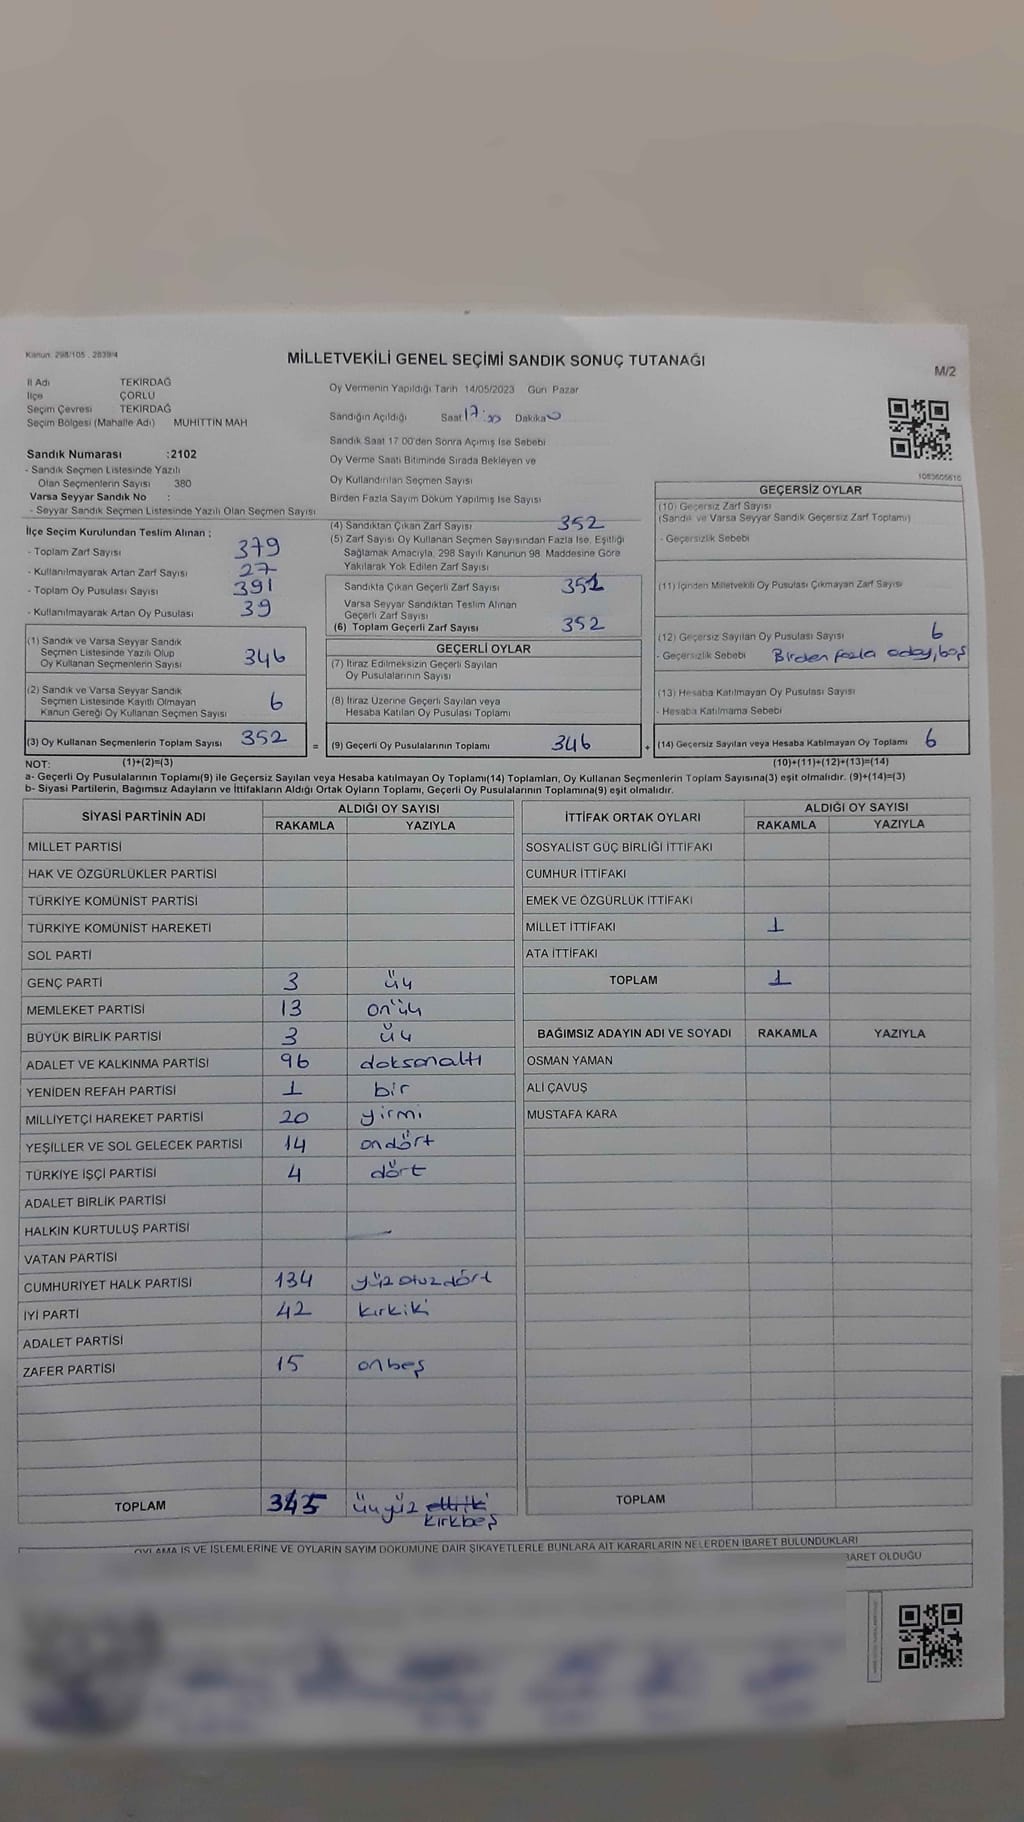 Kanun: 298/105 . 2839/4
MİLLETVEKİLİ GENEL SEÇİMİ SANDIK SONUÇ TUTANAĞI
M/2
İl Adı TEKİRDAĞ
İlçe ÇORLU
Seçim Çevresi TEKİRDAĞ
Seçim Bölgesi (Mahalle Adı) MUHİTTİN MAH
Sandık Numarası :2102
- Sandık Seçmen Listesinde Yazılı
Olan Seçmenlerin Sayısı 380
Varsa Seyyar Sandık No :
- Seyyar Sandık Seçmen Listesinde Yazılı Olan Seçmen Sayısı
Oy Vermenin Yapıldığı Tarih 14/05/2023 Gün Pazar
Sandığın Açıldığı Saat 17:00 Dakika 0
Sandık Saat 17 00'den Sonra Açımış İse Sebebi
Oy Verme Saati Bitiminde Sırada Bekleyen ve
Oy Kullandırılan Seçmen Sayısı
Birden Fazla Sayım Döküm Yapılmış İse Sayısı
1083605610
İlçe Seçim Kurulundan Teslim Alınan ;
- Toplam Zarf Sayısı 379
- Kullanılmayarak Artan Zarf Sayısı 27
- Toplam Oy Pusulası Sayısı 391
- Kullanılmayarak Artan Oy Pusulası 39
(1) Sandık ve Varsa Seyyar Sandık
Seçmen Listesinde Yazılı Olup
Oy Kullanan Seçmenlerin Sayısı 346
(2) Sandık ve Varsa Seyyar Sandık
Seçmen Listesinde Kayıtlı Olmayan
Kanun Gereği Oy Kullanan Seçmen Sayısı 6
(3) Oy Kullanan Seçmenlerin Toplam Sayısı 352 =
(4) Sandıktan Çıkan Zarf Sayısı 352
(5) Zarf Sayısı Oy Kullanan Seçmen Sayısından Fazla İse, Eşitliği
Sağlamak Amacıyla, 298 Sayılı Kanunun 98. Maddesine Göre
Yakılarak Yok Edilen Zarf Sayısı
Sandıkta Çıkan Geçerli Zarf Sayısı 352
Varsa Seyyar Sandıktan Teslim Alınan
Geçerli Zarf Sayısı
(6) Toplam Geçerli Zarf Sayısı 352
GEÇERLİ OYLAR
(7) İtiraz Edilmeksizin Geçerli Sayılan
Oy Pusulalarının Sayısı
(8) İtiraz Üzerine Geçerli Sayılan veya
Hesaba Katılan Oy Pusulası Toplamı
(9) Geçerli Oy Pusulalarının Toplamı 346 +
GEÇERSİZ OYLAR
(10) Geçersiz Zarf Sayısı
(Sandık ve Varsa Seyyar Sandık Geçersiz Zarf Toplamı)
- Geçersizlik Sebebi
(11) İçinden Milletvekili Oy Pusulası Çıkmayan Zarf Sayısı
(12) Geçersiz Sayılan Oy Pusulası Sayısı 6
- Geçersizlik Sebebi Birden fazla aday, boş
(13) Hesaba Katılmayan Oy Pusulası Sayısı
- Hesaba Katılmama Sebebi
(14) Geçersiz Sayılan veya Hesaba Katılmayan Oy Toplamı 6
NOT: (1)+(2)=(3) (10)+(11)+(12)+(13)=(14)
a- Geçerli Oy Pusulalarının Toplamı(9) ile Geçersiz Sayılan veya Hesaba katılmayan Oy Toplamı(14) Toplamları, Oy Kullanan Seçmenlerin Toplam Sayısına(3) eşit olmalıdır. (9)+(14)=(3)
b- Siyasi Partilerin, Bağımsız Adayların ve İttifakların Aldığı Ortak Oyların Toplamı, Geçerli Oy Pusulalarının Toplamına(9) eşit olmalıdır.
SİYASİ PARTİNİN ADI ALDIĞI OY SAYISI
RAKAMLA YAZIYLA
MİLLET PARTİSİ
HAK VE ÖZGÜRLÜKLER PARTİSİ
TÜRKİYE KOMÜNİST PARTİSİ
TÜRKİYE KOMÜNİST HAREKETİ
SOL PARTİ
GENÇ PARTİ 3 üç
MEMLEKET PARTİSİ 13 onüç
BÜYÜK BİRLİK PARTİSİ 3 üç
ADALET VE KALKINMA PARTİSİ 96 doksanaltı
YENİDEN REFAH PARTİSİ 1 bir
MİLLİYETÇİ HAREKET PARTİSİ 20 yirmi
YEŞİLLER VE SOL GELECEK PARTİSİ 14 ondört
TÜRKİYE İŞÇİ PARTİSİ 4 dört
ADALET BİRLİK PARTİSİ
HALKIN KURTULUŞ PARTİSİ
VATAN PARTİSİ
CUMHURİYET HALK PARTİSİ 134 yüz otuzdört
İYİ PARTİ 42 kırkiki
ADALET PARTİSİ
ZAFER PARTİSİ 15 onbeş
TOPLAM 345 üçyüz elliiki
kırkbeş
İTTİFAK ORTAK OYLARI ALDIĞI OY SAYISI
RAKAMLA YAZIYLA
SOSYALİST GÜÇ BİRLİĞİ İTTİFAKI
CUMHUR İTTİFAKI
EMEK VE ÖZGÜRLÜK İTTİFAKI
MİLLET İTTİFAKI 1
ATA İTTİFAKI
TOPLAM 1
BAĞIMSIZ ADAYIN ADI VE SOYADI RAKAMLA YAZIYLA
OSMAN YAMAN
ALİ ÇAVUŞ
MUSTAFA KARA
TOPLAM
OYLAMA İŞ VE İŞLEMLERİNE VE OYLARIN SAYIM DÖKÜMÜNE DAİR ŞİKAYETLERLE BUNLARA AİT KARARLARIN NELERDEN İBARET BULUNDUKLARI
BARET OLDUĞU